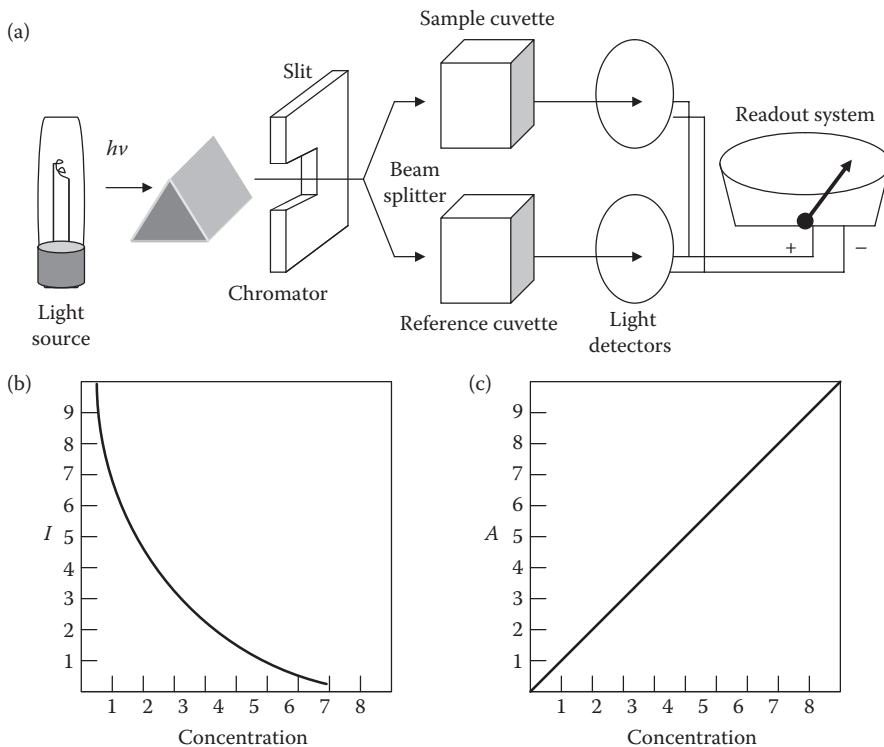 (a)
Sample cuvette
Slit
hν
Readout system
Beam
splitter
+ −
Chromator
Light
source
Reference cuvette
Light
detectors
(b)
9
8
7
6
I 5
4
3
2
1
1 2 3 4 5 6 7 8
Concentration
(c)
9
8
7
6
A 5
4
3
2
1
1 2 3 4 5 6 7 8
Concentration